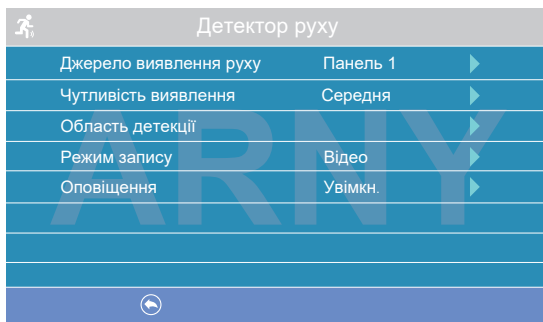 Детектор руху
Джерело виявлення руху Панель 1
Чутливість виявлення Середня
Область детекції
Режим запису Відео
Оповіщення Увімкн.
ARNY